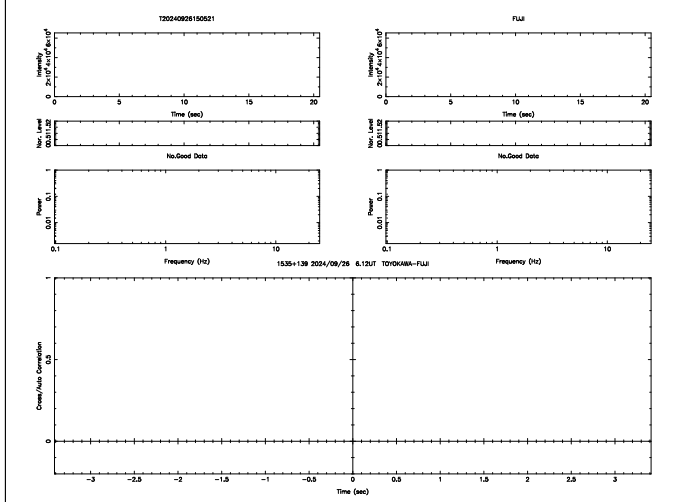 T20240926150521
FUJI
Intensity
0 2×10⁴ 4×10⁴ 6×10⁴
0 5 10 15 20
Time (sec)
Intensity
0 2×10⁴ 4×10⁴ 6×10⁴
0 5 10 15 20
Time (sec)
Nor. Level
00.511.52
Nor. Level
00.511.52
No.Good Data
No.Good Data
Power
0.01 0.1 1
0.1 1 10
Frequency (Hz)
Power
0.01 0.1 1
0.1 1 10
Frequency (Hz)
1535+139 2024/09/26 6.12UT TOYOKAWA-FUJI
Cross/Auto Correlation
0 0.5 1
-3 -2.5 -2 -1.5 -1 -0.5 0 0.5 1 1.5 2 2.5 3
Time (sec)